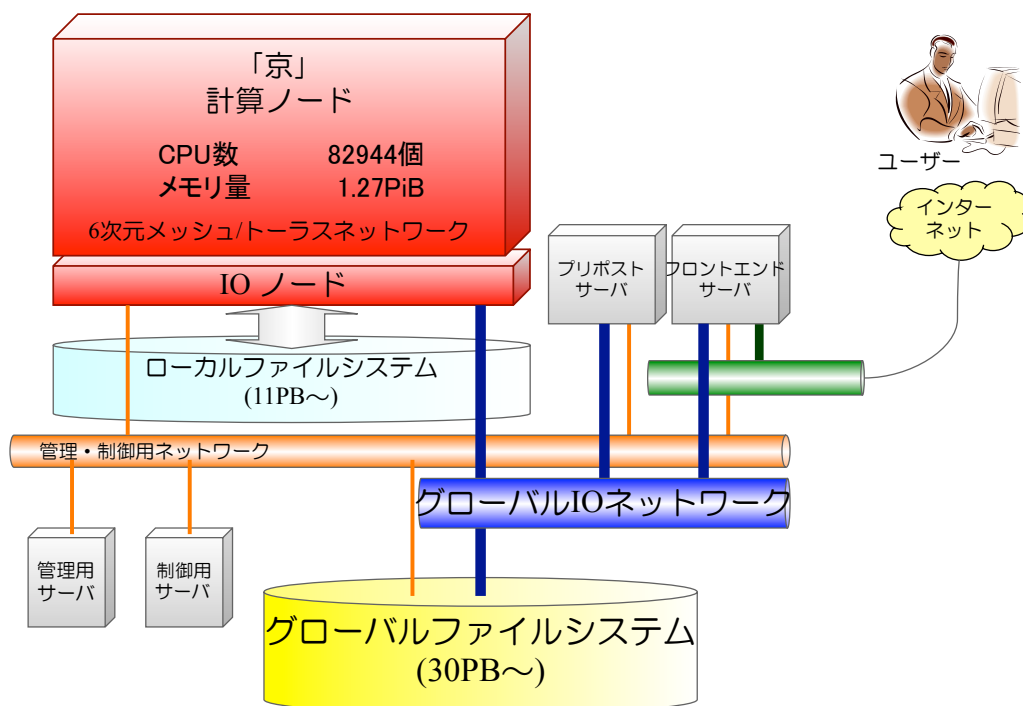 「京」
計算ノード
CPU数 82944個
メモリ量 1.27PiB
6次元メッシュ/トーラスネットワーク
IO ノード
ユーザー
インター
ネット
プリポスト
サーバ
フロントエンド
サーバ
ローカルファイルシステム
(11PB～)
管理・制御用ネットワーク
グローバルIOネットワーク
管理用
サーバ
制御用
サーバ
グローバルファイルシステム
(30PB～)